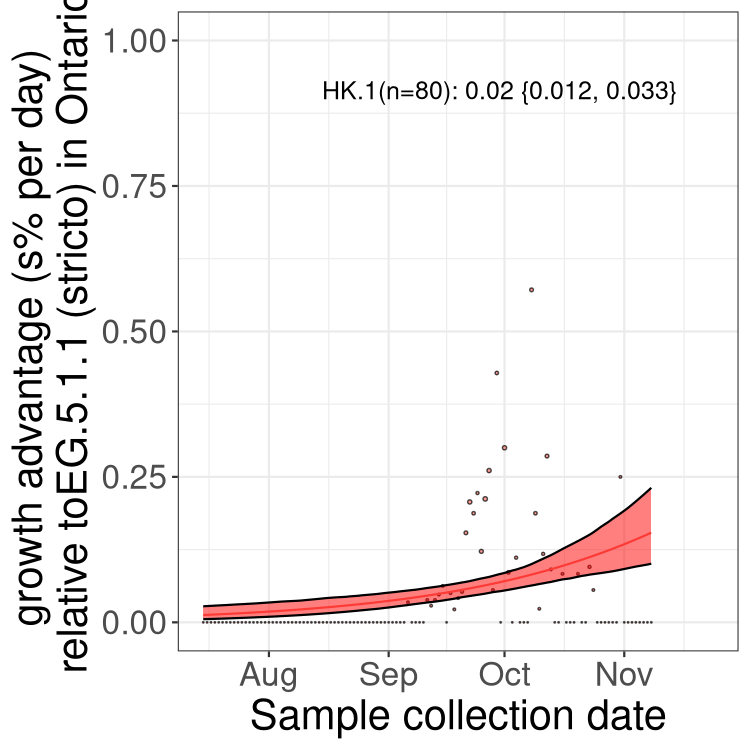 growth advantage (s% per day)
relative toEG.5.1.1 (stricto) in Ontario
1.00
HK.1(n=80): 0.02 {0.012, 0.033}
0.75
0.50
0.25
0.00
Aug Sep Oct Nov
Sample collection date